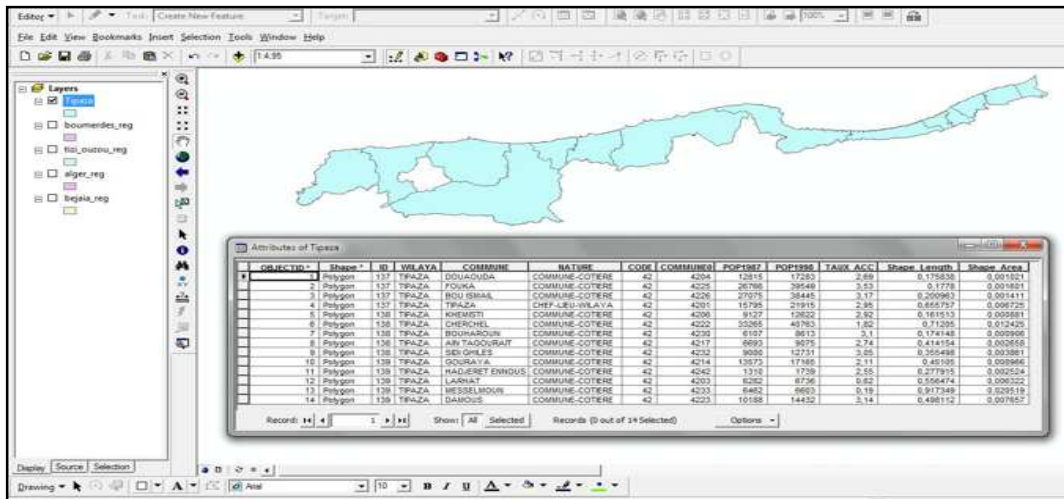 Editor Task: Create New Feature Target: 100%
File Edit View Bookmarks Insert Selection Tools Window Help
1:4,95
Layers
Tipaza
boumerdes_reg
tizi_ouzou_reg
alger_reg
bejaia_reg
Attributes of Tipaza
OBJECTID * Shape * ID WILAYA COMMUNE NATURE CODE COMMUNE0 POP1987 POP1998 TAUX_ACC Shape_Length Shape_Area
1 Polygon 137 TIPAZA DOUAOUDA COMMUNE-COTIERE 42 4204 12815 17283 2,69 0,175838 0,001021
2 Polygon 137 TIPAZA FOUKA COMMUNE-COTIERE 42 4225 26766 39549 3,53 0,1778 0,001601
3 Polygon 137 TIPAZA BOU ISMAIL COMMUNE-COTIERE 42 4226 27075 38445 3,17 0,200963 0,001411
4 Polygon 137 TIPAZA TIPAZA CHEF-LIEU-WILAYA 42 4201 15795 21915 2,95 0,655757 0,006725
5 Polygon 138 TIPAZA KHEMISTI COMMUNE-COTIERE 42 4206 9127 12622 2,92 0,161513 0,000881
6 Polygon 138 TIPAZA CHERCHEL COMMUNE-COTIERE 42 4222 33265 40763 1,82 0,71205 0,012425
7 Polygon 138 TIPAZA BOUHAROUN COMMUNE-COTIERE 42 4230 6107 8613 3,1 0,174148 0,000906
8 Polygon 138 TIPAZA AIN TAGOURAIT COMMUNE-COTIERE 42 4217 6693 9075 2,74 0,414154 0,002658
9 Polygon 138 TIPAZA SIDI GHILES COMMUNE-COTIERE 42 4232 9088 12731 3,05 0,355498 0,003861
10 Polygon 139 TIPAZA GOURAYA COMMUNE-COTIERE 42 4214 13573 17165 2,11 0,45105 0,008966
11 Polygon 139 TIPAZA HADJERET ENNOUS COMMUNE-COTIERE 42 4242 1310 1739 2,55 0,277915 0,002524
12 Polygon 139 TIPAZA LARHAT COMMUNE-COTIERE 42 4203 6282 6736 0,62 0,556474 0,006322
13 Polygon 139 TIPAZA MESSELMOUN COMMUNE-COTIERE 42 4233 6462 6603 0,19 0,917349 0,020519
14 Polygon 139 TIPAZA DAMOUS COMMUNE-COTIERE 42 4223 10188 14432 3,14 0,498112 0,007657
Record: 1 Show: All Selected Records (0 out of 14 Selected) Options
Display Source Selection
Drawing A Arial 10 B I U A